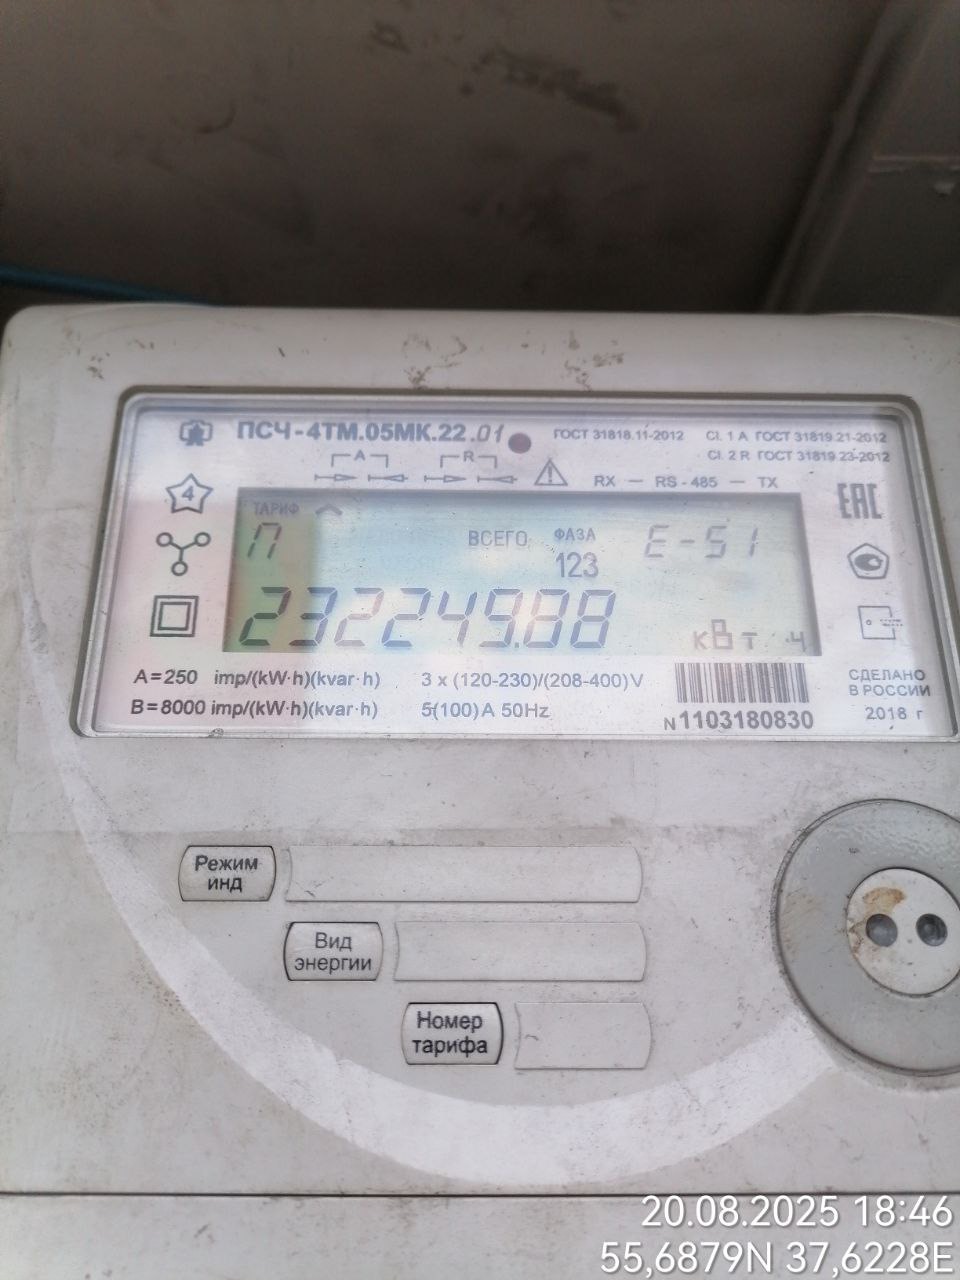 ПСЧ-4ТМ.05МК.22.01
ГОСТ 31818.11-2012 Cl. 1 A ГОСТ 31819.21-2012
Cl. 2 R ГОСТ 31819.23-2012
A R
RX — RS-485 — TX
4
EAC
ТАРИФ
П ВСЕГО ФАЗА E-51
123
2322249.88 кВт ч
A=250 imp/(kW·h)(kvar·h) 3 x (120-230)/(208-400)V
B=8000 imp/(kW·h)(kvar·h) 5(100)A 50Hz
N1103180830
СДЕЛАНО
В РОССИИ
2018 г
Режим
инд
Вид
энергии
Номер
тарифа
20.08.2025 18:46
55,6879N 37,6228E